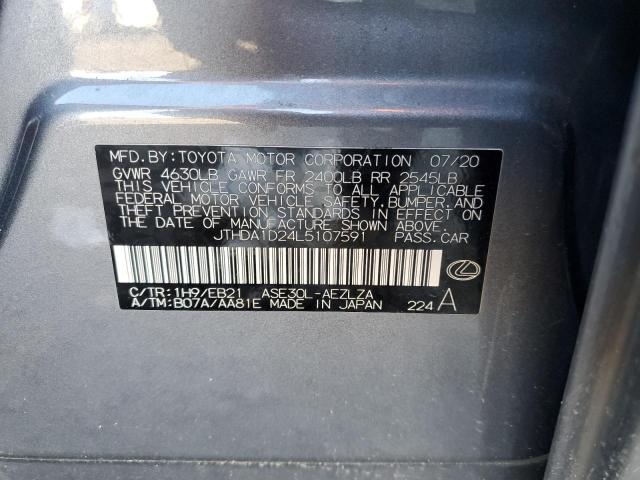 MFD. BY: TOYOTA MOTOR CORPORATION 07/20
GVWR 4630LB GAWR FR 2400LB RR 2545LB
THIS VEHICLE CONFORMS TO ALL APPLICABLE
FEDERAL MOTOR VEHICLE SAFETY, BUMPER, AND
THEFT PREVENTION STANDARDS IN EFFECT ON
THE DATE OF MANUFACTURE SHOWN ABOVE.
JTHDA1D24L5107591 PASS. CAR
C/TR: 1H9/EB21 ASE30L-AEZLZA
A/TM: B07A/AA81E MADE IN JAPAN 224 A